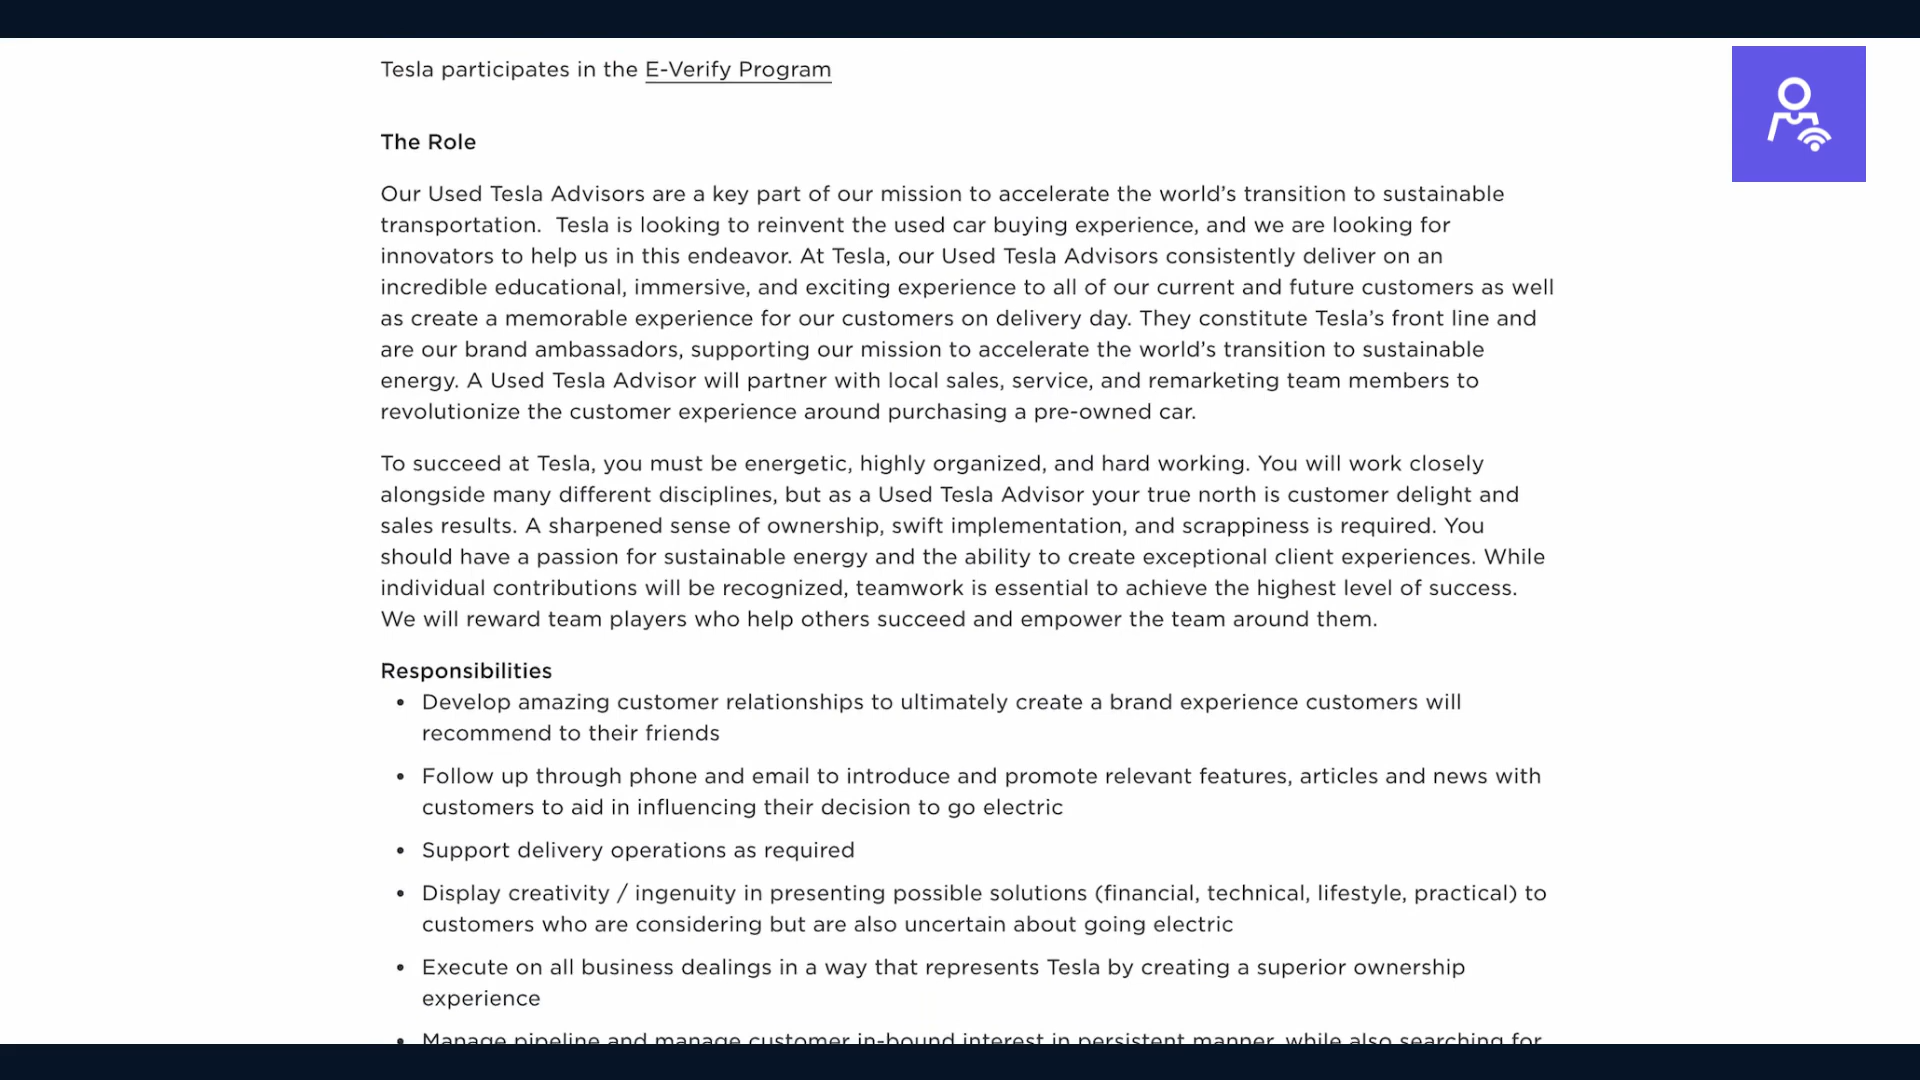 Tesla participates in the E-Verify Program
The Role
Our Used Tesla Advisors are a key part of our mission to accelerate the world’s transition to sustainable
transportation.  Tesla is looking to reinvent the used car buying experience, and we are looking for
innovators to help us in this endeavor. At Tesla, our Used Tesla Advisors consistently deliver on an
incredible educational, immersive, and exciting experience to all of our current and future customers as well
as create a memorable experience for our customers on delivery day. They constitute Tesla’s front line and
are our brand ambassadors, supporting our mission to accelerate the world’s transition to sustainable
energy. A Used Tesla Advisor will partner with local sales, service, and remarketing team members to
revolutionize the customer experience around purchasing a pre-owned car.
To succeed at Tesla, you must be energetic, highly organized, and hard working. You will work closely
alongside many different disciplines, but as a Used Tesla Advisor your true north is customer delight and
sales results. A sharpened sense of ownership, swift implementation, and scrappiness is required. You
should have a passion for sustainable energy and the ability to create exceptional client experiences. While
individual contributions will be recognized, teamwork is essential to achieve the highest level of success.
We will reward team players who help others succeed and empower the team around them.
Responsibilities
• Develop amazing customer relationships to ultimately create a brand experience customers will
recommend to their friends
• Follow up through phone and email to introduce and promote relevant features, articles and news with
customers to aid in influencing their decision to go electric
• Support delivery operations as required
• Display creativity / ingenuity in presenting possible solutions (financial, technical, lifestyle, practical) to
customers who are considering but are also uncertain about going electric
• Execute on all business dealings in a way that represents Tesla by creating a superior ownership
experience
• Manage pipeline and manage customer in-bound interest in persistent manner, while also searching for